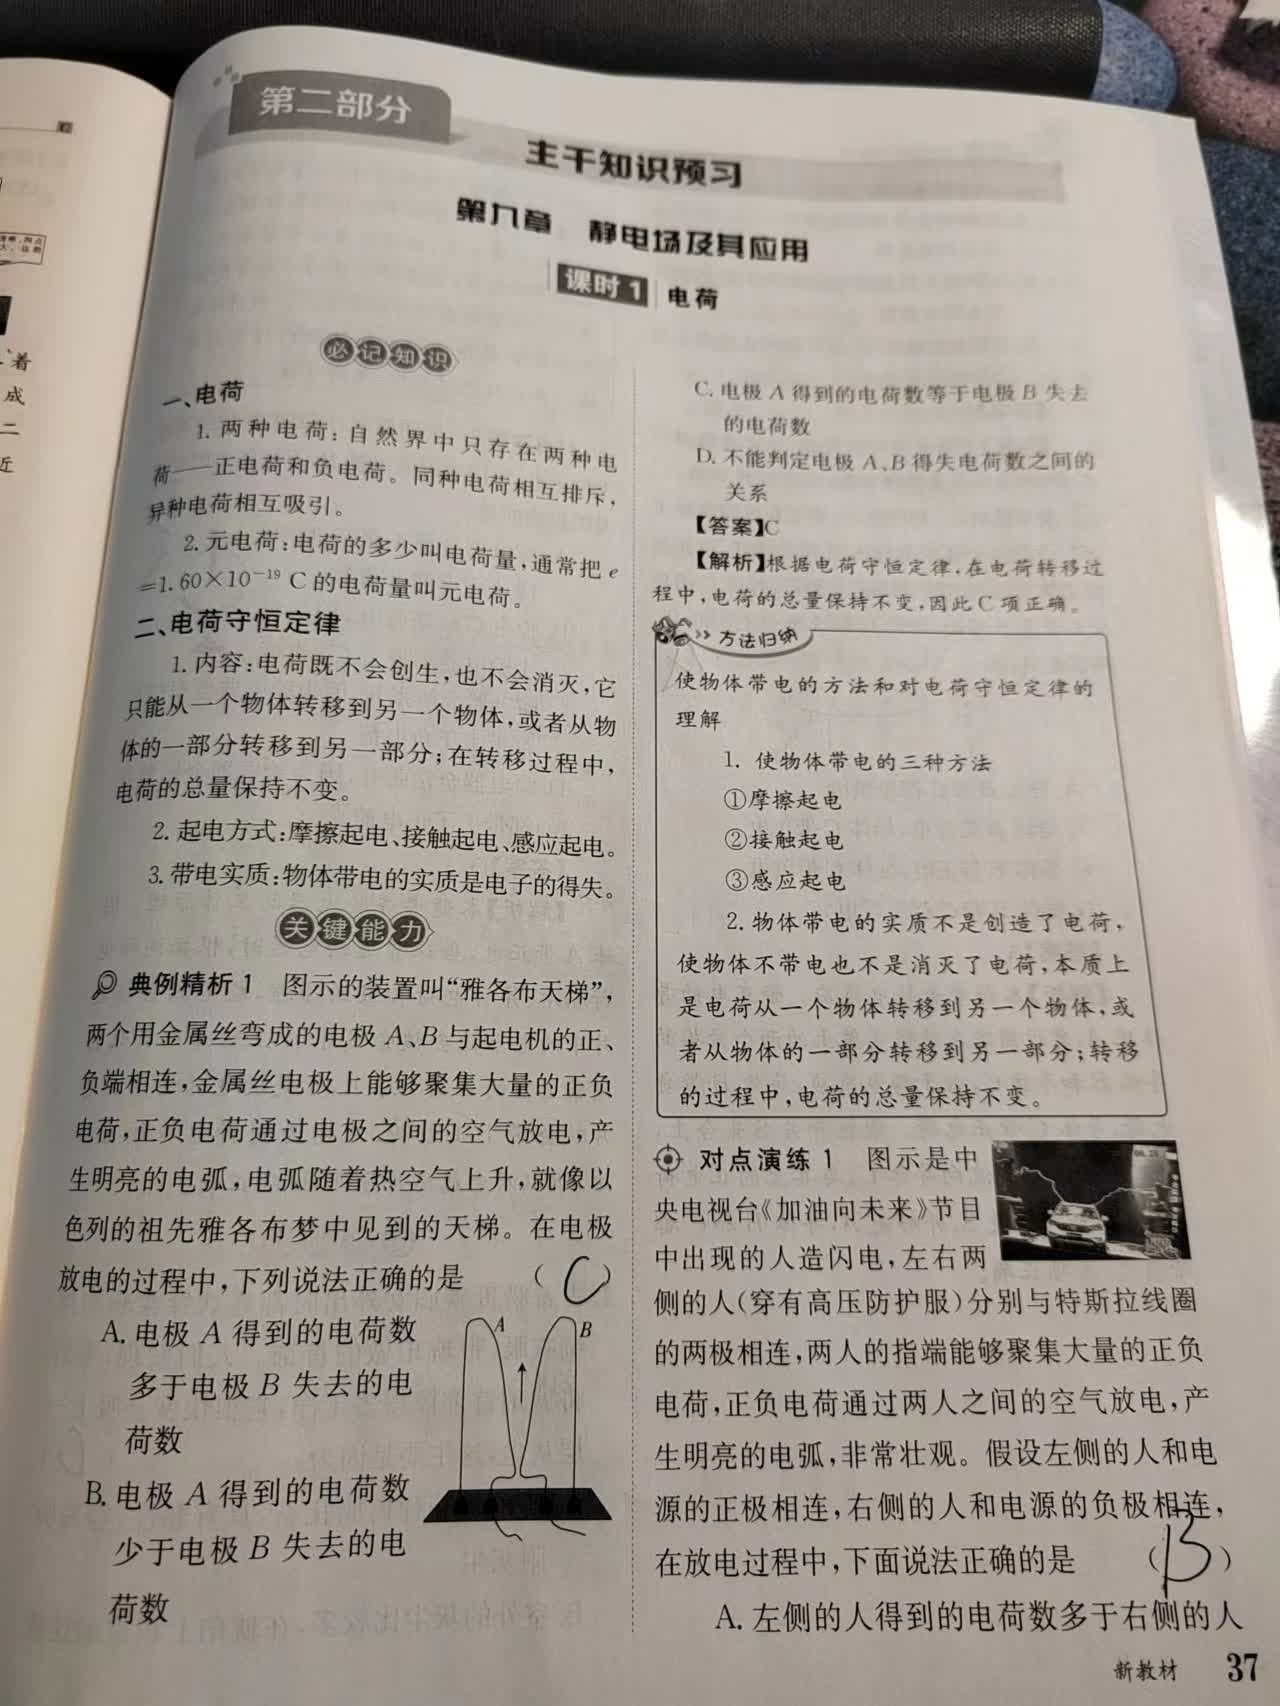 第二部分
主干知识预习
第九章 静电场及其应用
课时1 电荷
必记知识
一、电荷
1. 两种电荷：自然界中只存在两种电
荷——正电荷和负电荷。同种电荷相互排斥，
异种电荷相互吸引。
2. 元电荷：电荷的多少叫电荷量，通常把 e
=1.60×10⁻¹⁹ C 的电荷量叫元电荷。
二、电荷守恒定律
1. 内容：电荷既不会创生，也不会消灭，它
只能从一个物体转移到另一个物体，或者从物
体的一部分转移到另一部分；在转移过程中，
电荷的总量保持不变。
2. 起电方式：摩擦起电、接触起电、感应起电。
3. 带电实质：物体带电的实质是电子的得失。
关键能力
典例精析 1 图示的装置叫“雅各布天梯”，
两个用金属丝弯成的电极 A、B 与起电机的正、
负端相连，金属丝电极上能够聚集大量的正负
电荷，正负电荷通过电极之间的空气放电，产
生明亮的电弧，电弧随着热空气上升，就像以
色列的祖先雅各布梦中见到的天梯。在电极
放电的过程中，下列说法正确的是 （ C ）
A. 电极 A 得到的电荷数
多于电极 B 失去的电
荷数
B. 电极 A 得到的电荷数
少于电极 B 失去的电
荷数
A
B
C. 电极 A 得到的电荷数等于电极 B 失去
的电荷数
D. 不能判定电极 A、B 得失电荷数之间的
关系
【答案】C
【解析】根据电荷守恒定律，在电荷转移过
程中，电荷的总量保持不变，因此 C 项正确。
方法归纳
使物体带电的方法和对电荷守恒定律的
理解
1. 使物体带电的三种方法
①摩擦起电
②接触起电
③感应起电
2. 物体带电的实质不是创造了电荷，
使物体不带电也不是消灭了电荷，本质上
是电荷从一个物体转移到另一个物体，或
者从物体的一部分转移到另一部分；转移
的过程中，电荷的总量保持不变。
对点演练 1 图示是中
央电视台《加油向未来》节目
中出现的人造闪电，左右两
侧的人（穿有高压防护服）分别与特斯拉线圈
的两极相连，两人的指端能够聚集大量的正负
电荷，正负电荷通过两人之间的空气放电，产
生明亮的电弧，非常壮观。假设左侧的人和电
源的正极相连，右侧的人和电源的负极相连，
在放电过程中，下面说法正确的是 （ B ）
A. 左侧的人得到的电荷数多于右侧的人
新教材 37